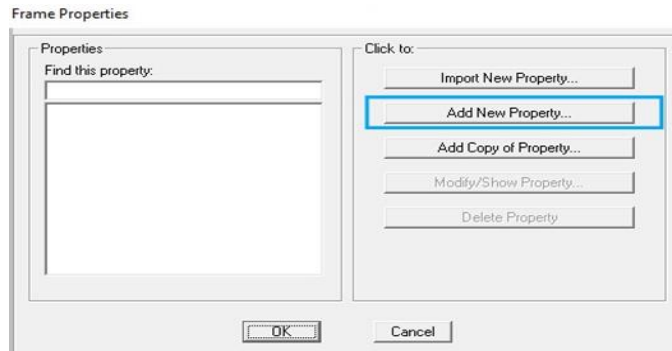 Frame Properties
Properties
Find this property:
Click to:
Import New Property...
Add New Property...
Add Copy of Property...
Modify/Show Property...
Delete Property
OK
Cancel